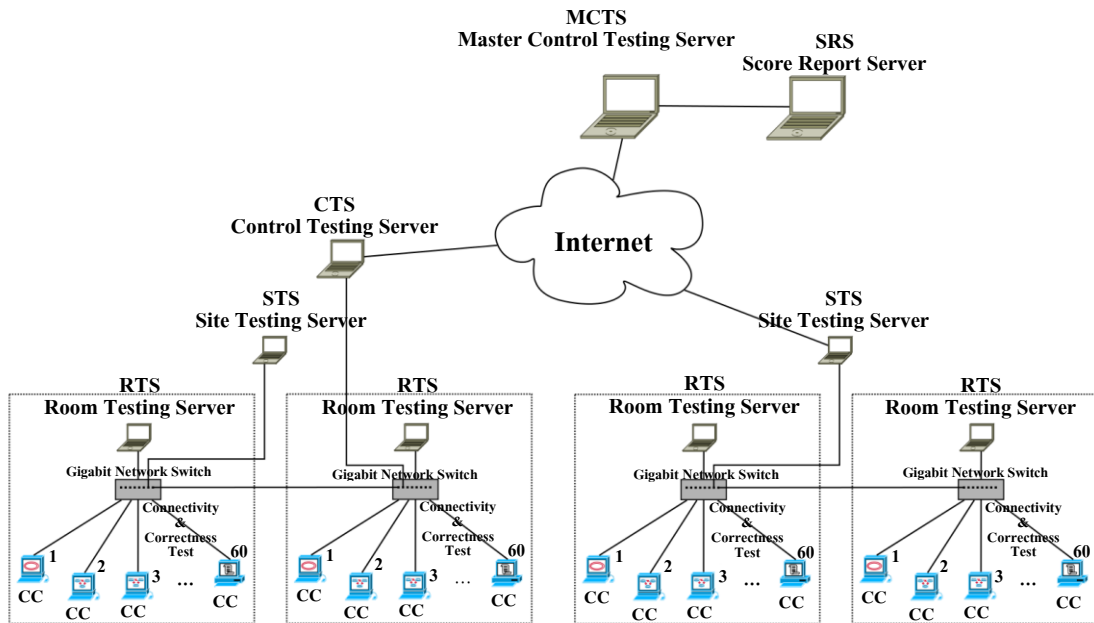 MCTS
Master Control Testing Server
SRS
Score Report Server
CTS
Control Testing Server
Internet
STS
Site Testing Server
STS
Site Testing Server
RTS
Room Testing Server
Gigabit Network Switch
Connectivity
&
Correctness
Test
1
2
3
...
60
CC
CC
CC
CC
RTS
Room Testing Server
Gigabit Network Switch
Connectivity
&
Correctness
Test
1
2
3
...
60
CC
CC
CC
CC
RTS
Room Testing Server
Gigabit Network Switch
Connectivity
&
Correctness
Test
1
2
3
...
60
CC
CC
CC
CC
RTS
Room Testing Server
Gigabit Network Switch
Connectivity
&
Correctness
Test
1
2
3
...
60
CC
CC
CC
CC